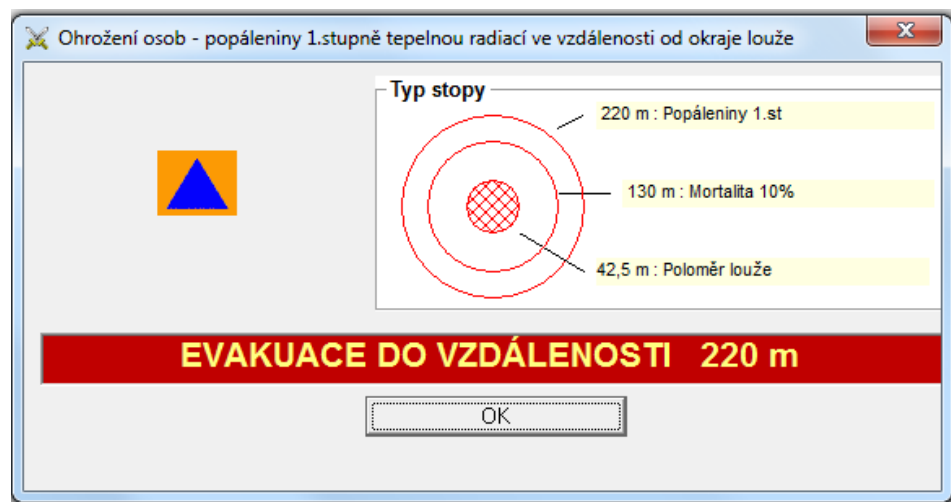 Ohrožení osob - popáleniny 1.stupně tepelnou radiací ve vzdálenosti od okraje louže
Typ stopy
220 m : Popáleniny 1.st
130 m : Mortalita 10%
42,5 m : Poloměr louže
EVAKUACE DO VZDÁLENOSTI 220 m
OK